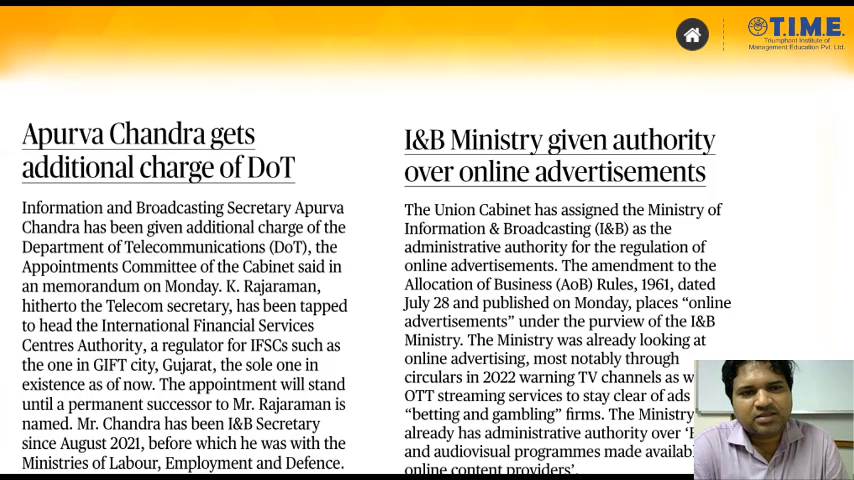 T.I.M.E.
Triumphant Institute of
Management Education Pvt. Ltd.
Apurva Chandra gets
additional charge of DoT
Information and Broadcasting Secretary Apurva
Chandra has been given additional charge of the
Department of Telecommunications (DoT), the
Appointments Committee of the Cabinet said in
an memorandum on Monday. K. Rajaraman,
hitherto the Telecom secretary, has been tapped
to head the International Financial Services
Centres Authority, a regulator for IFSCs such as
the one in GIFT city, Gujarat, the sole one in
existence as of now. The appointment will stand
until a permanent successor to Mr. Rajaraman is
named. Mr. Chandra has been I&B Secretary
since August 2021, before which he was with the
Ministries of Labour, Employment and Defence.
I&B Ministry given authority
over online advertisements
The Union Cabinet has assigned the Ministry of
Information & Broadcasting (I&B) as the
administrative authority for the regulation of
online advertisements. The amendment to the
Allocation of Business (AoB) Rules, 1961, dated
July 28 and published on Monday, places “online
advertisements” under the purview of the I&B
Ministry. The Ministry was already looking at
online advertising, most notably through
circulars in 2022 warning TV channels as
OTT streaming services to stay clear of ads
“betting and gambling” firms. The Ministry
already has administrative authority over
and audiovisual programmes made
online content providers’.